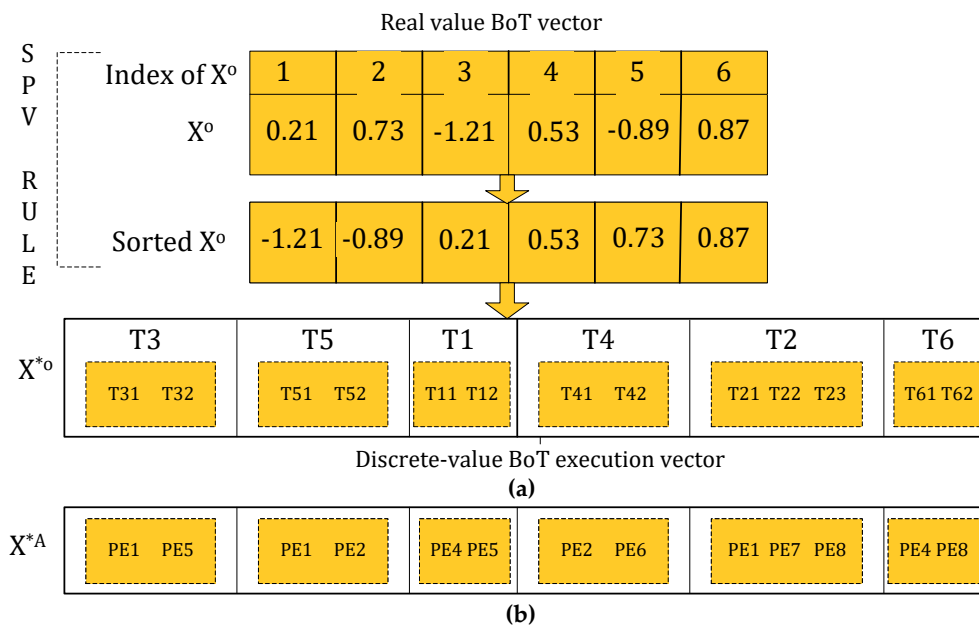 Real value BoT vector
S
P
V
R
U
L
E
Index of Xᵒ 1 2 3 4 5 6
Xᵒ 0.21 0.73 -1.21 0.53 -0.89 0.87
Sorted Xᵒ -1.21 -0.89 0.21 0.53 0.73 0.87
X*ᵒ T3 T5 T1 T4 T2 T6
T31 T32 T51 T52 T11 T12 T41 T42 T21 T22 T23 T61 T62
Discrete-value BoT execution vector
(a)
X*ᴬ PE1 PE5 PE1 PE2 PE4 PE5 PE2 PE6 PE1 PE7 PE8 PE4 PE8
(b)